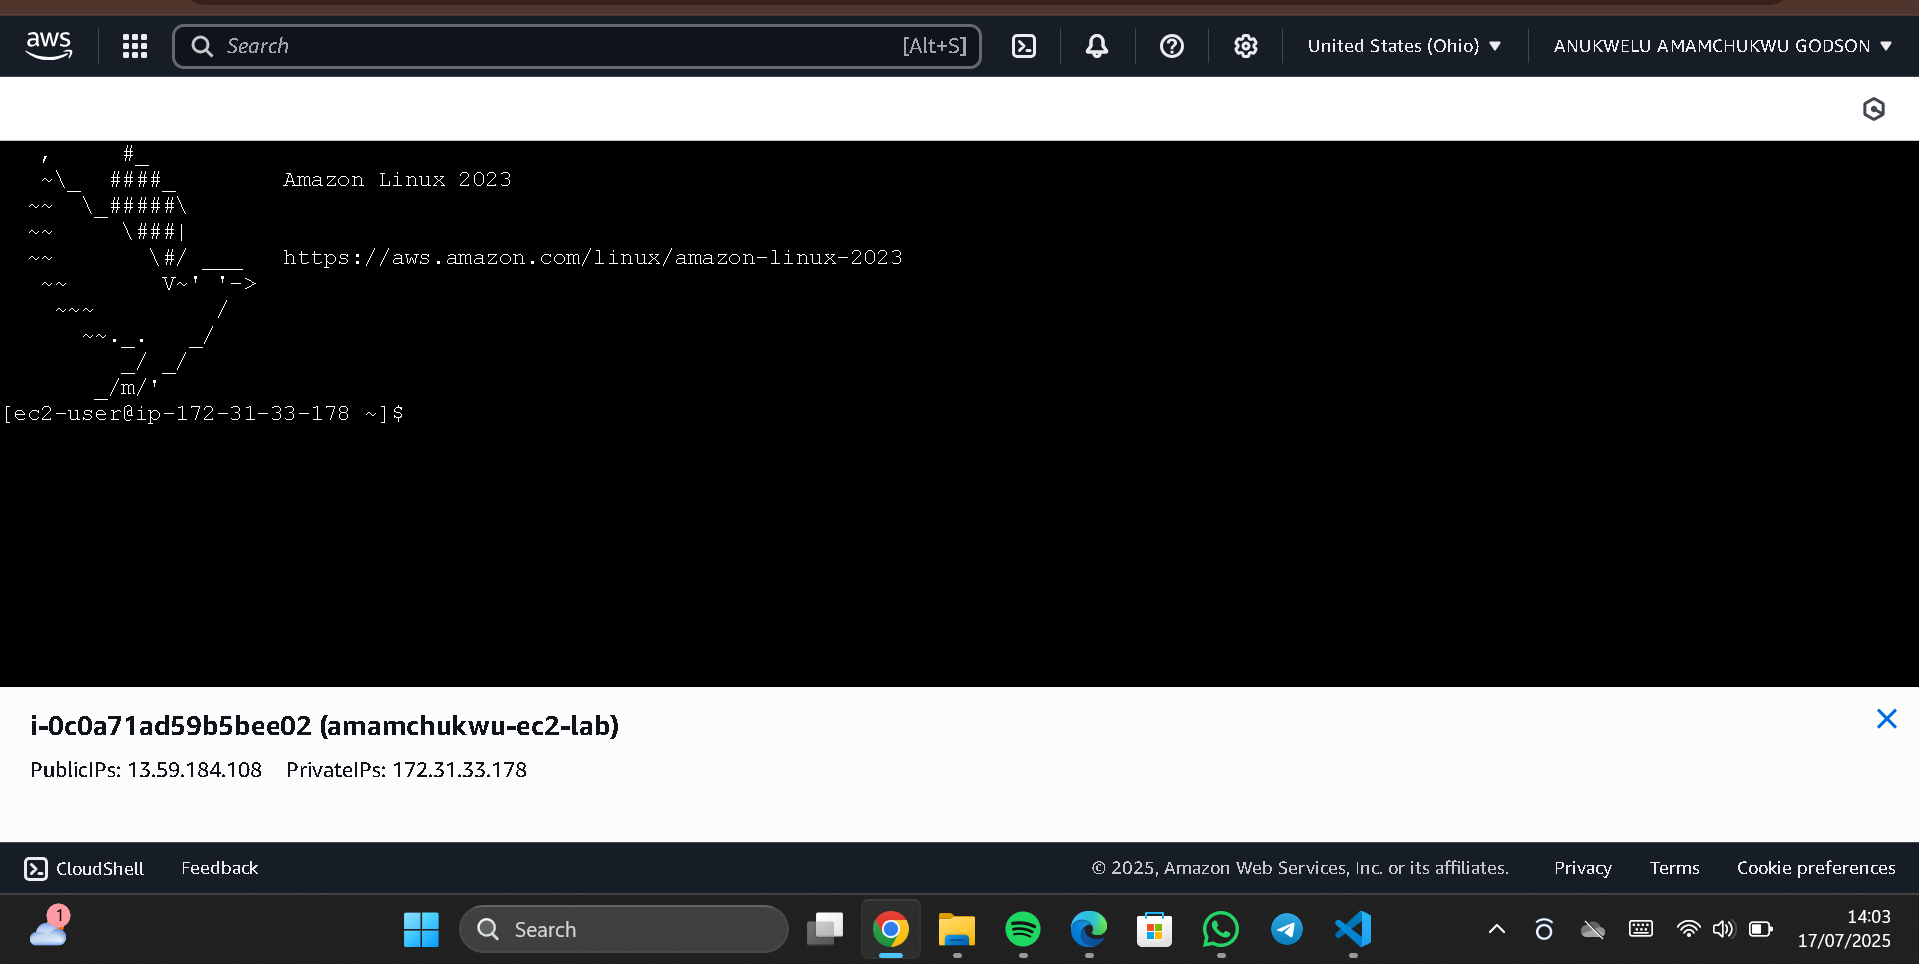 aws
Search [Alt+S] United States (Ohio) ▼ ANUKWELU AMAMCHUKWU GODSON ▼
   ,     #_
   ~\_  ####_        Amazon Linux 2023
  ~~  \_#####\
  ~~     \###|
  ~~       \#/ ___   https://aws.amazon.com/linux/amazon-linux-2023
   ~~       V~' '->
    ~~~         /
      ~~._.   _/
         _/ _/
       _/m/'
[ec2-user@ip-172-31-33-178 ~]$
i-0c0a71ad59b5bee02 (amamchukwu-ec2-lab)
PublicIPs: 13.59.184.108 PrivateIPs: 172.31.33.178
CloudShell Feedback © 2025, Amazon Web Services, Inc. or its affiliates. Privacy Terms Cookie preferences
1 Search 14:03
17/07/2025